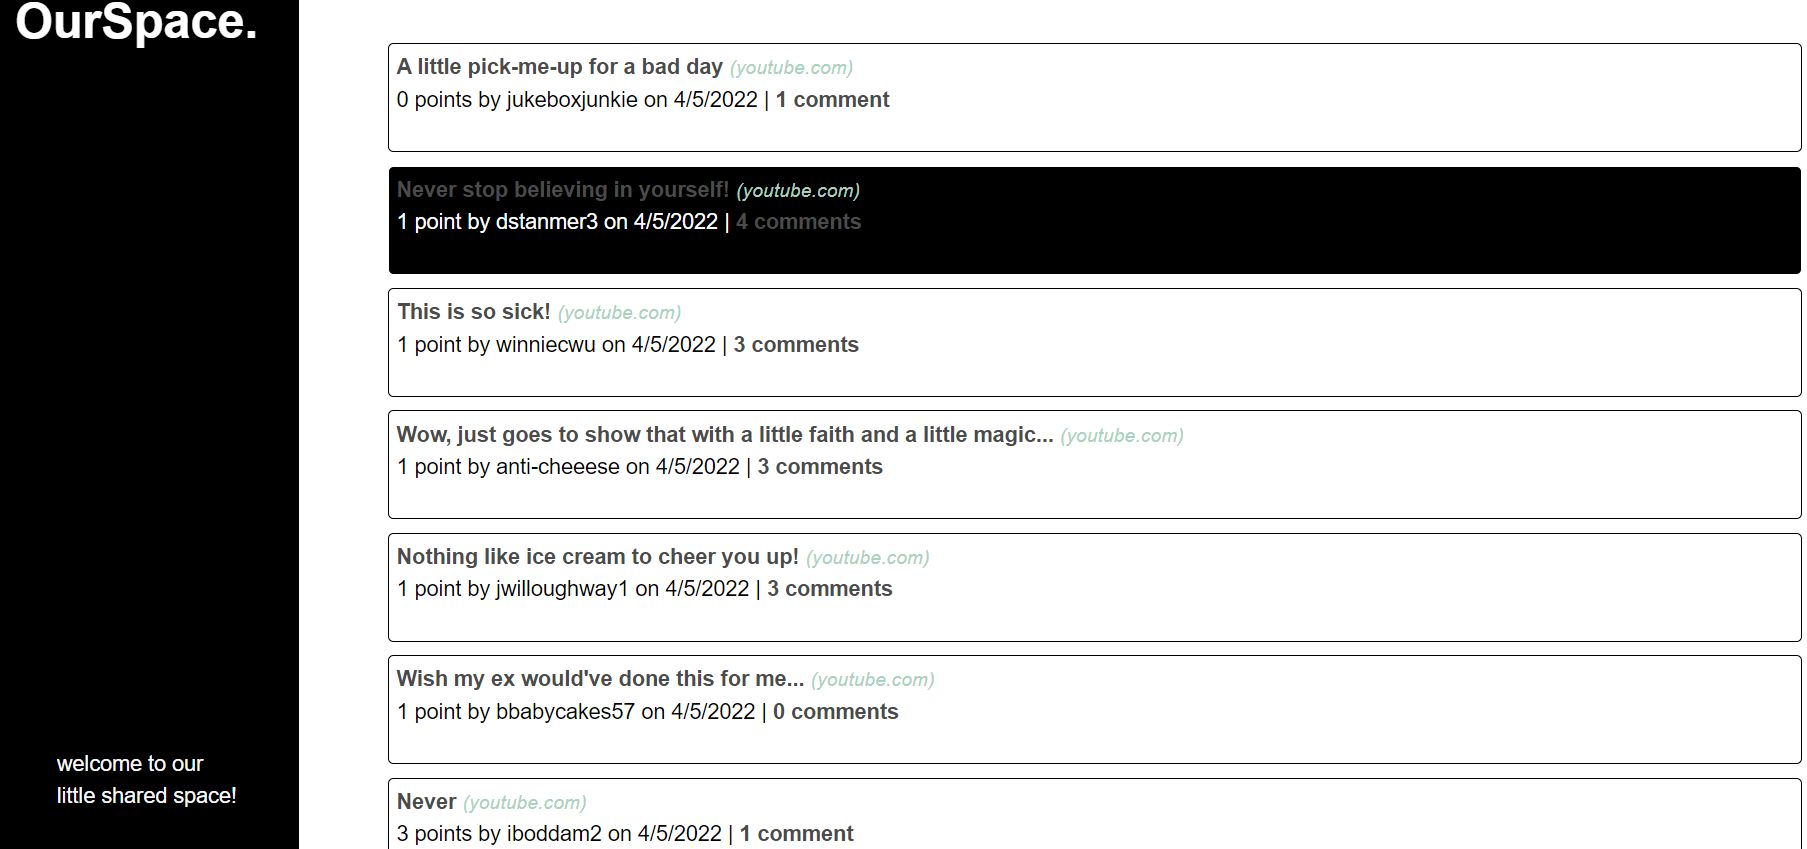 OurSpace.
welcome to our
little shared space!
A little pick-me-up for a bad day (youtube.com)
0 points by jukeboxjunkie on 4/5/2022 | 1 comment
Never stop believing in yourself! (youtube.com)
1 point by dstanmer3 on 4/5/2022 | 4 comments
This is so sick! (youtube.com)
1 point by winniecwu on 4/5/2022 | 3 comments
Wow, just goes to show that with a little faith and a little magic... (youtube.com)
1 point by anti-cheeese on 4/5/2022 | 3 comments
Nothing like ice cream to cheer you up! (youtube.com)
1 point by jwilloughway1 on 4/5/2022 | 3 comments
Wish my ex would've done this for me... (youtube.com)
1 point by bbabycakes57 on 4/5/2022 | 0 comments
Never (youtube.com)
3 points by iboddam2 on 4/5/2022 | 1 comment